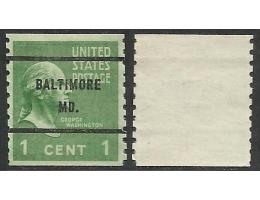 UNITED
STATES
POSTAGE
BALTIMORE
MD.
GEORGE
WASHINGTON
1 CENT 1